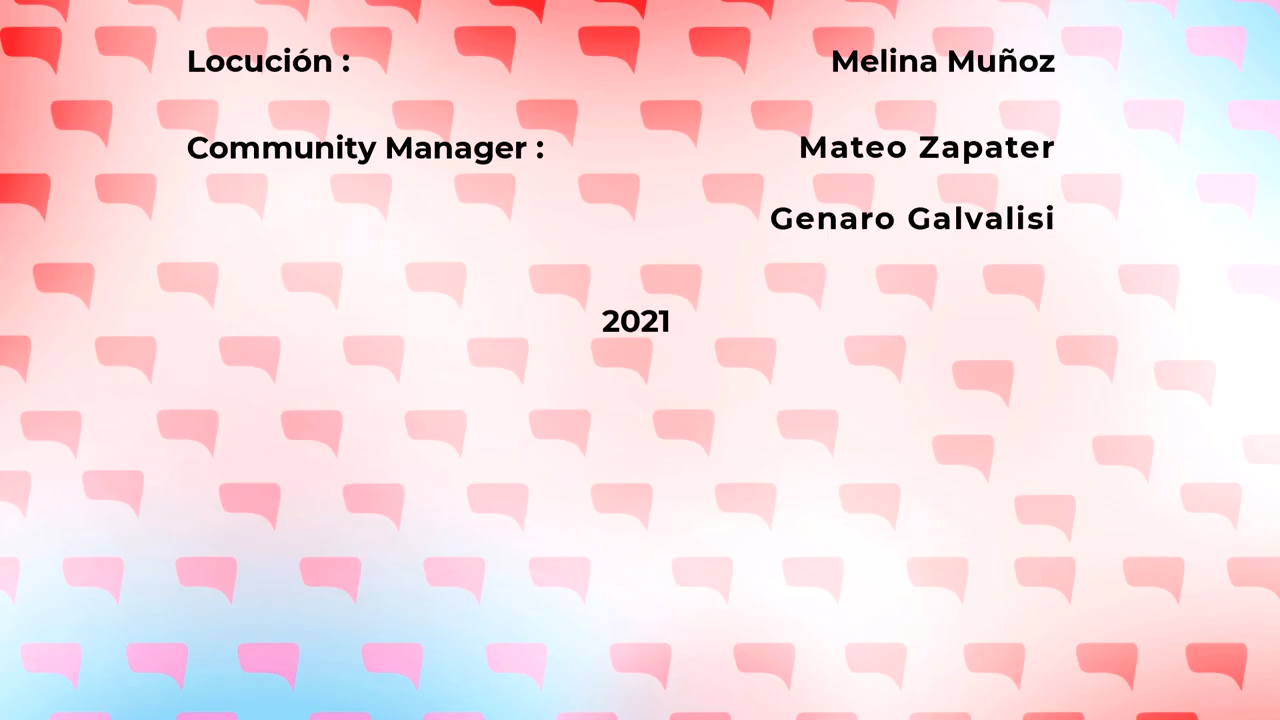 Locución : Melina Muñoz
Community Manager : Mateo Zapater
Genaro Galvalisi
2021